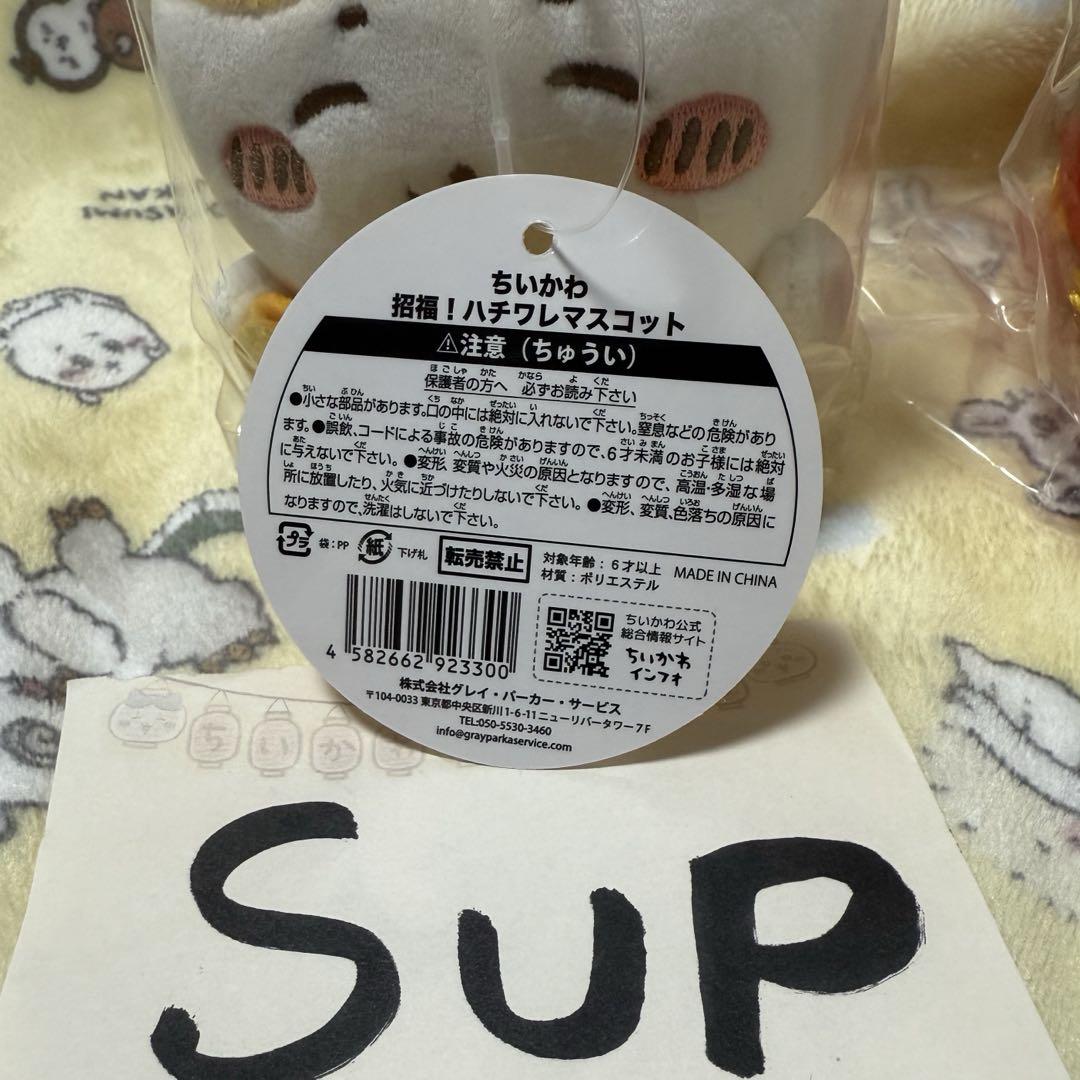 ちいかわ
招福！ハチワレマスコット
⚠注意（ちゅうい）
保護者の方へ 必ずお読み下さい
●小さな部品があります。口の中には絶対に入れないで下さい。窒息などの危険があり
ます。●誤飲、コードによる事故の危険がありますので、6才未満のお子様には絶対
に与えないで下さい。●変形、変質や火災の原因となりますので、高温・多湿な場
所に放置したり、火気に近づけたりしないで下さい。●変形、変質、色落ちの原因に
なりますので、洗濯はしないで下さい。
プラ 袋：PP 紙 下げ札 転売禁止 対象年齢：6才以上
材質：ポリエステル MADE IN CHINA
4 582662 923300
ちいかわ公式
総合情報サイト
ちいかわ
インフォ
株式会社グレイ・パーカー・サービス
〒104-0033 東京都中央区新川1-6-11 ニューリバータワー7F
TEL:050-5530-3460
info@grayparkaservice.com
ちいか
SUP